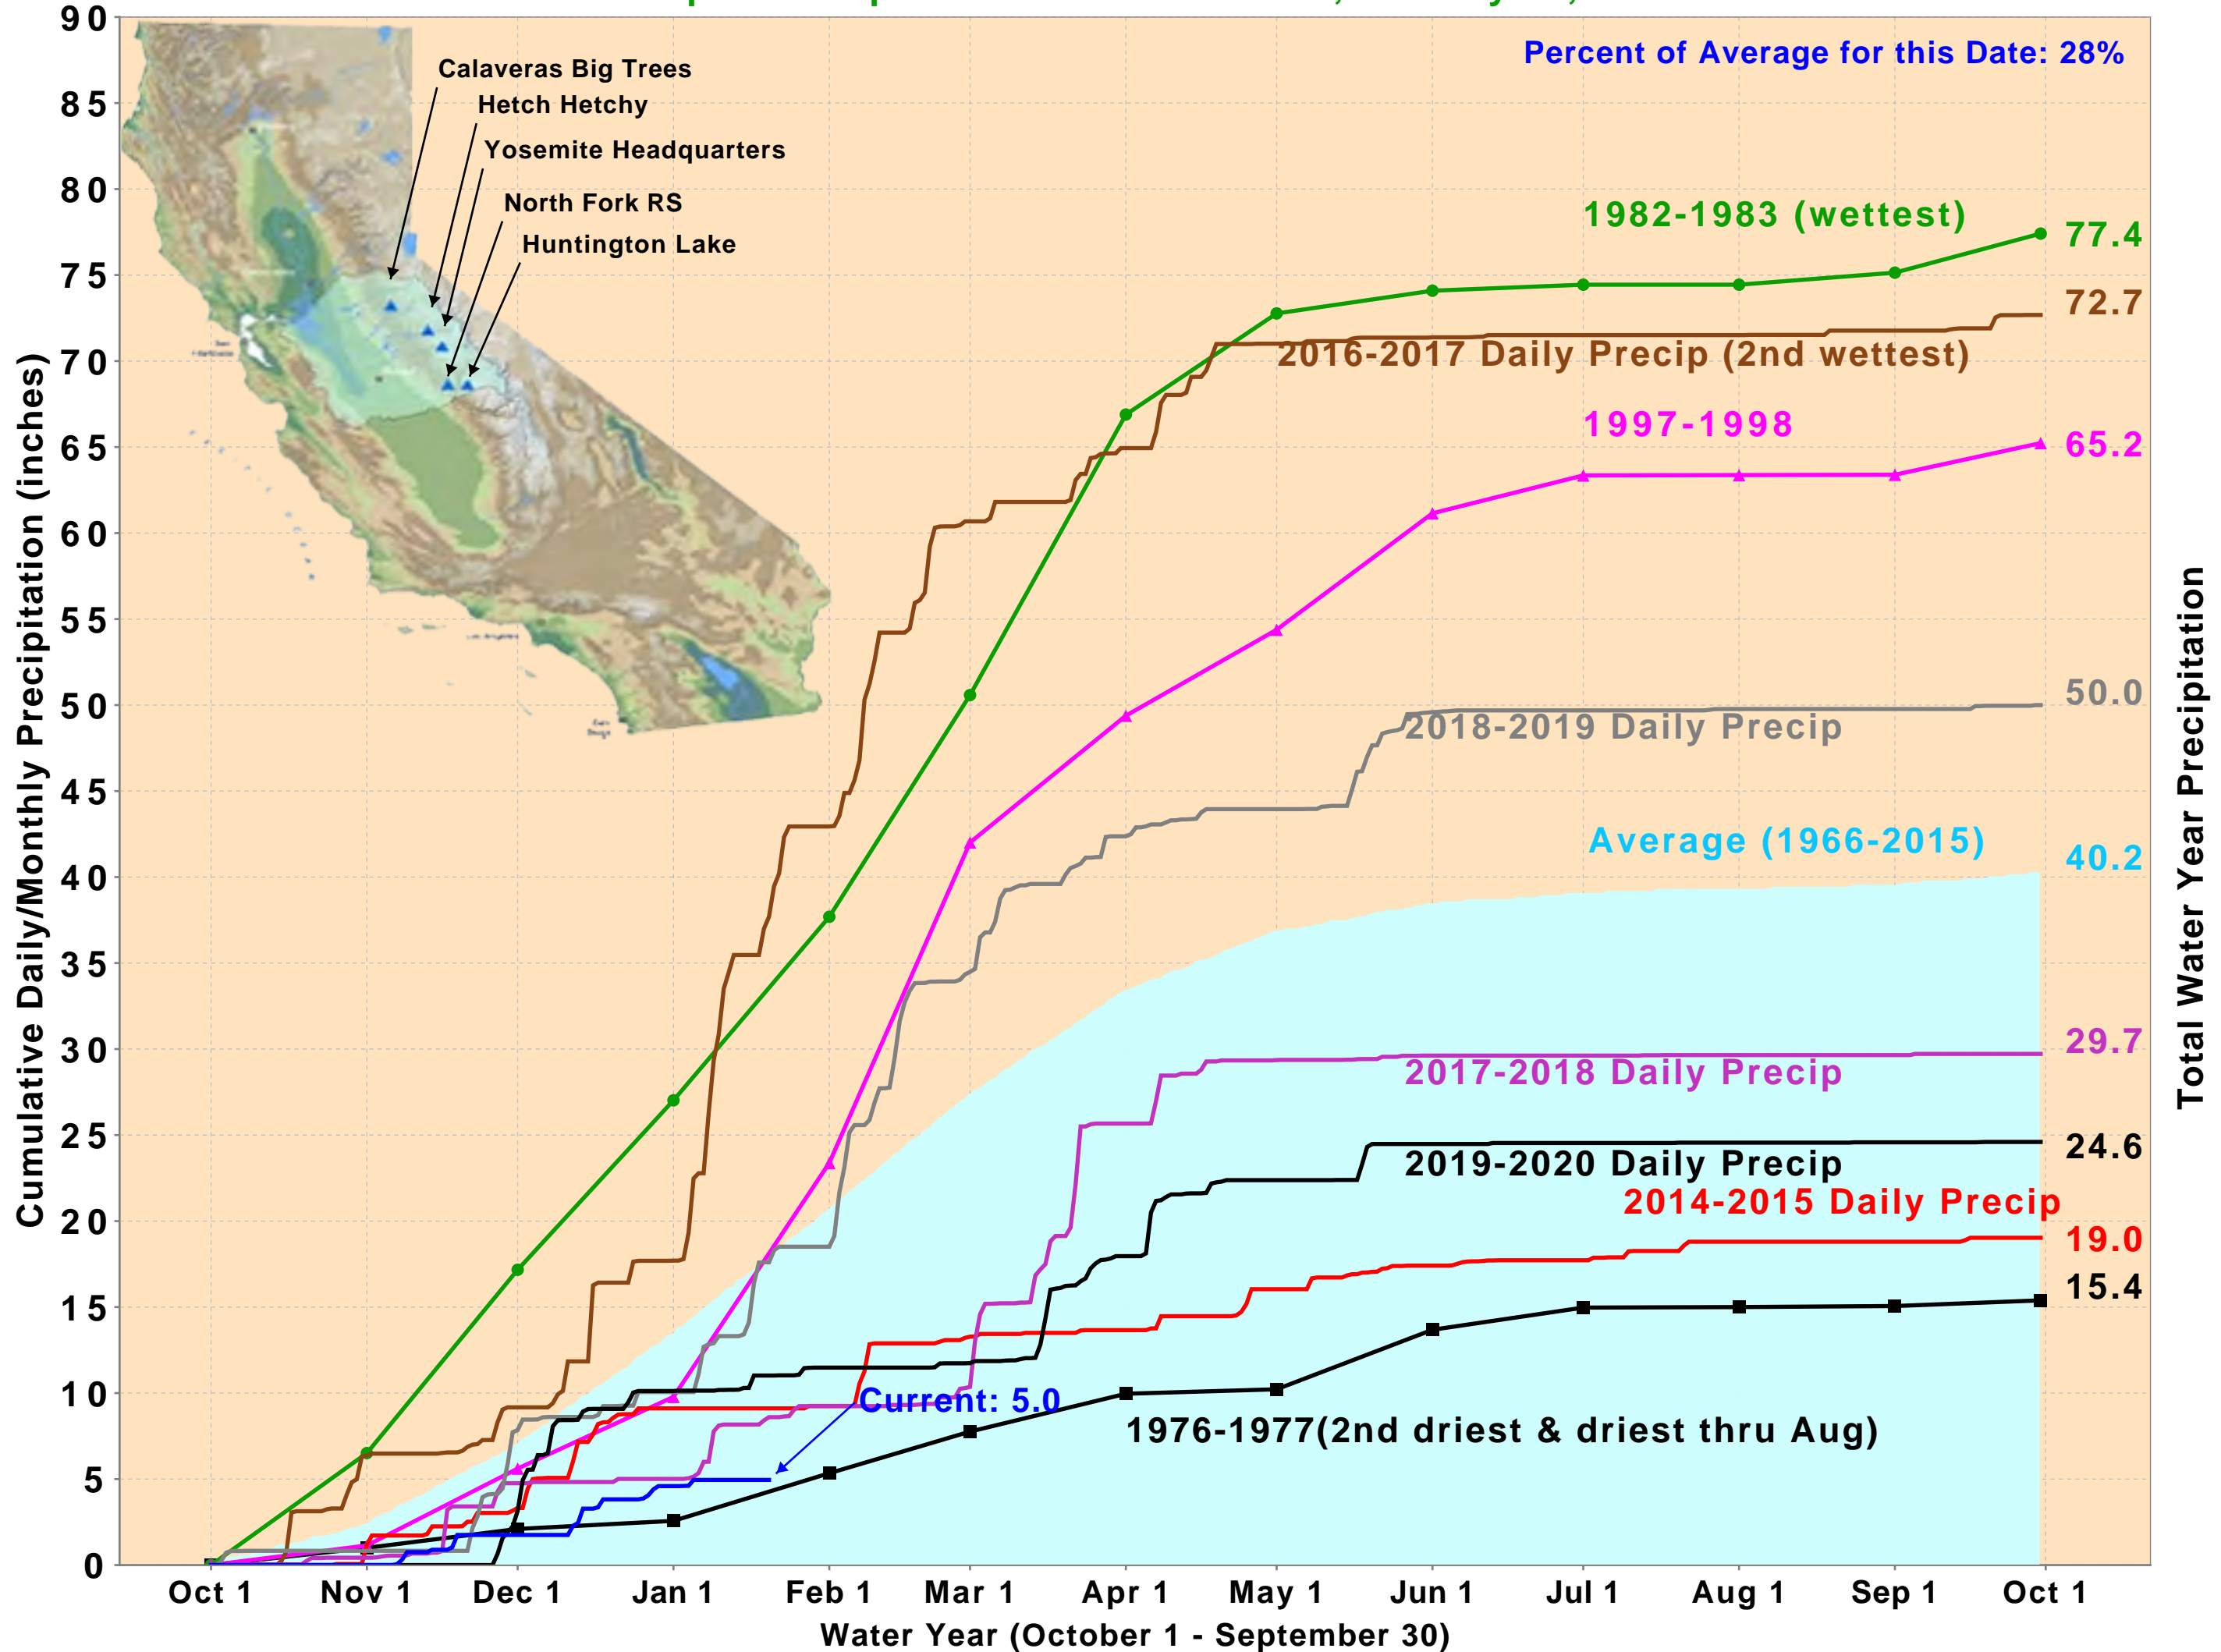 Percent of Average for this Date: 28%
Calaveras Big Trees
Hetch Hetchy
Yosemite Headquarters
North Fork RS
Huntington Lake
Cumulative Daily/Monthly Precipitation (inches)
90
85
80
75
70
65
60
55
50
45
40
35
30
25
20
15
10
5
0
1982-1983 (wettest)
77.4
72.7
2016-2017 Daily Precip (2nd wettest)
1997-1998
65.2
50.0
2018-2019 Daily Precip
Average (1966-2015)
40.2
29.7
2017-2018 Daily Precip
24.6
2019-2020 Daily Precip
2014-2015 Daily Precip
19.0
15.4
Current: 5.0
1976-1977(2nd driest & driest thru Aug)
Total Water Year Precipitation
Oct 1 Nov 1 Dec 1 Jan 1 Feb 1 Mar 1 Apr 1 May 1 Jun 1 Jul 1 Aug 1 Sep 1 Oct 1
Water Year (October 1 - September 30)